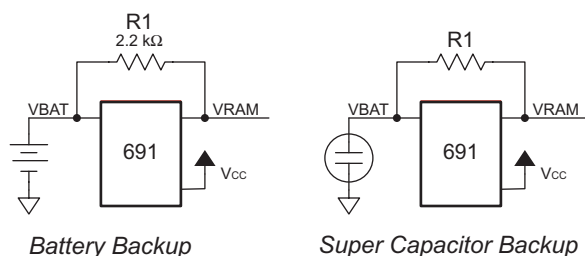 R1
2.2 kΩ
VBAT
VRAM
691
VCC
Battery Backup
R1
VBAT
VRAM
691
VCC
Super Capacitor Backup